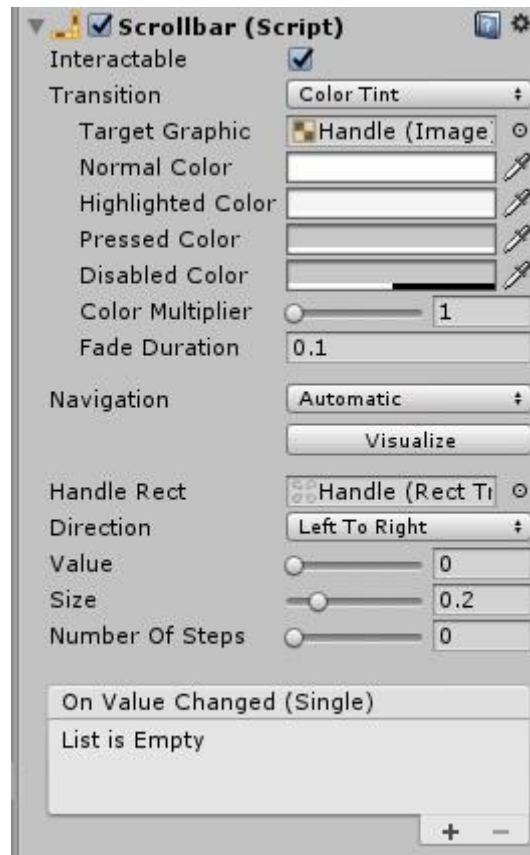 Scrollbar (Script)
Interactable
Transition Color Tint
Target Graphic Handle (Image)
Normal Color
Highlighted Color
Pressed Color
Disabled Color
Color Multiplier 1
Fade Duration 0.1
Navigation Automatic
Visualize
Handle Rect Handle (Rect Tr
Direction Left To Right
Value 0
Size 0.2
Number Of Steps 0
On Value Changed (Single)
List is Empty